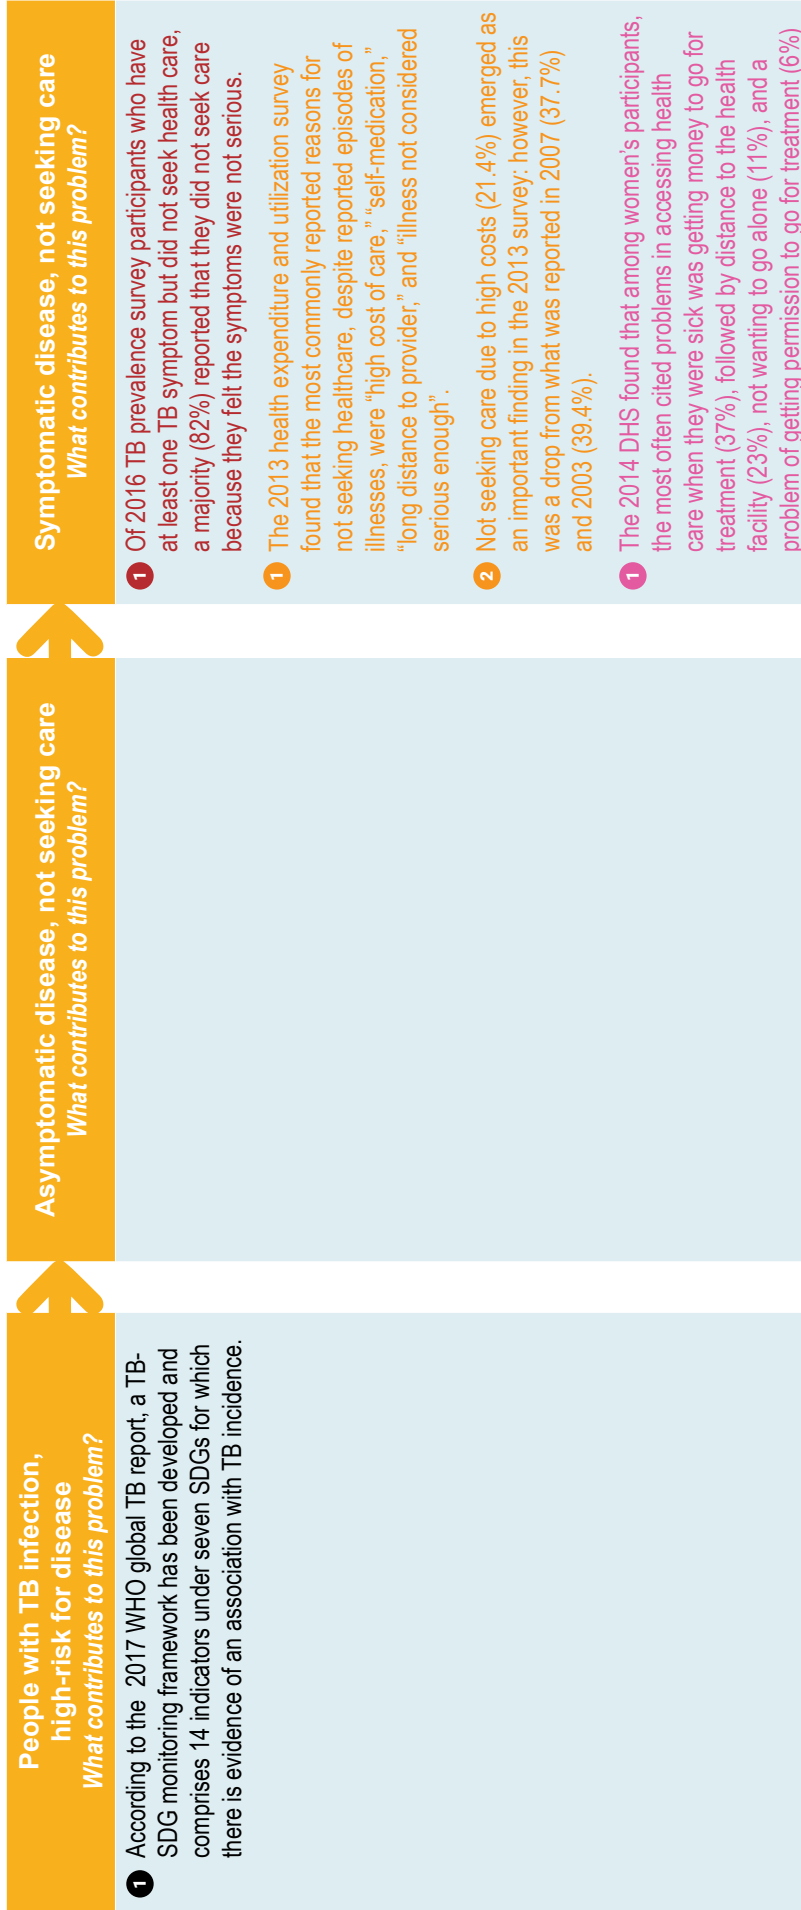 People with TB infection,
high-risk for disease
What contributes to this problem?
1 According to the 2017 WHO global TB report, a TB-
SDG monitoring framework has been developed and
comprises 14 indicators under seven SDGs for which
there is evidence of an association with TB incidence.
Asymptomatic disease, not seeking care
What contributes to this problem?
Symptomatic disease, not seeking care
What contributes to this problem?
1 Of 2016 TB prevalence survey participants who have
at least one TB symptom but did not seek health care,
a majority (82%) reported that they did not seek care
because they felt the symptoms were not serious.
1 The 2013 health expenditure and utilization survey
found that the most commonly reported reasons for
not seeking healthcare, despite reported episodes of
illnesses, were “high cost of care,” “self-medication,”
“long distance to provider,” and “illness not considered
serious enough”.
2 Not seeking care due to high costs (21.4%) emerged as
an important finding in the 2013 survey: however, this
was a drop from what was reported in 2007 (37.7%)
and 2003 (39.4%).
1 The 2014 DHS found that among women’s participants,
the most often cited problems in accessing health
care when they were sick was getting money to go for
treatment (37%), followed by distance to the health
facility (23%), not wanting to go alone (11%), and a
problem of getting permission to go for treatment (6%)